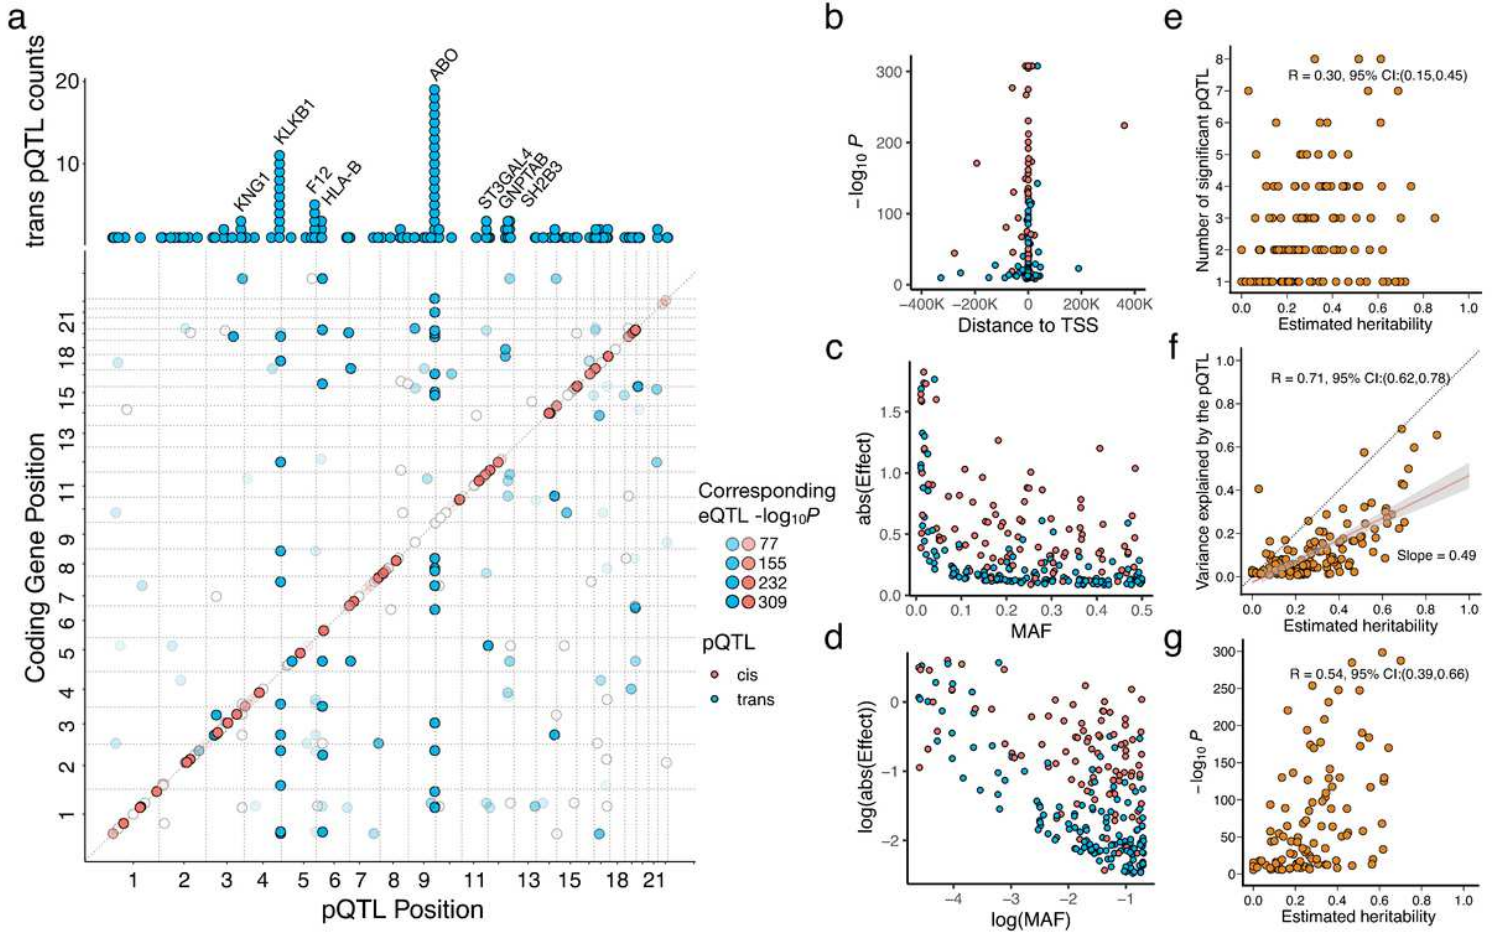 a
trans pQTL counts
20
10
KNG1
KLKB1
F12
HLA-B
ABO
ST3GAL4
GNPTAB
SH2B3
Coding Gene Position
21
18
15
13
11
9
8
7
6
5
4
3
2
1
1 2 3 4 5 6 7 8 9 11 13 15 18 21
pQTL Position
Corresponding
eQTL -log₁₀P
77
155
232
309
pQTL
cis
trans
b
−log₁₀ P
300
200
100
0
−400K −200K 0 200K 400K
Distance to TSS
c
abs(Effect)
1.5
1.0
0.5
0.0
0.0 0.1 0.2 0.3 0.4 0.5
MAF
d
log(abs(Effect))
0
−1
−2
−4 −3 −2 −1
log(MAF)
e
Number of significant pQTL
8
7
6
5
4
3
2
1
R = 0.30, 95% CI:(0.15,0.45)
0.0 0.2 0.4 0.6 0.8 1.0
Estimated heritability
f
Variance explained by the pQTL
1.0
0.8
0.6
0.4
0.2
0.0
R = 0.71, 95% CI:(0.62,0.78)
Slope = 0.49
0.0 0.2 0.4 0.6 0.8 1.0
Estimated heritability
g
−log₁₀ P
300
250
200
150
100
50
0
R = 0.54, 95% CI:(0.39,0.66)
0.0 0.2 0.4 0.6 0.8 1.0
Estimated heritability